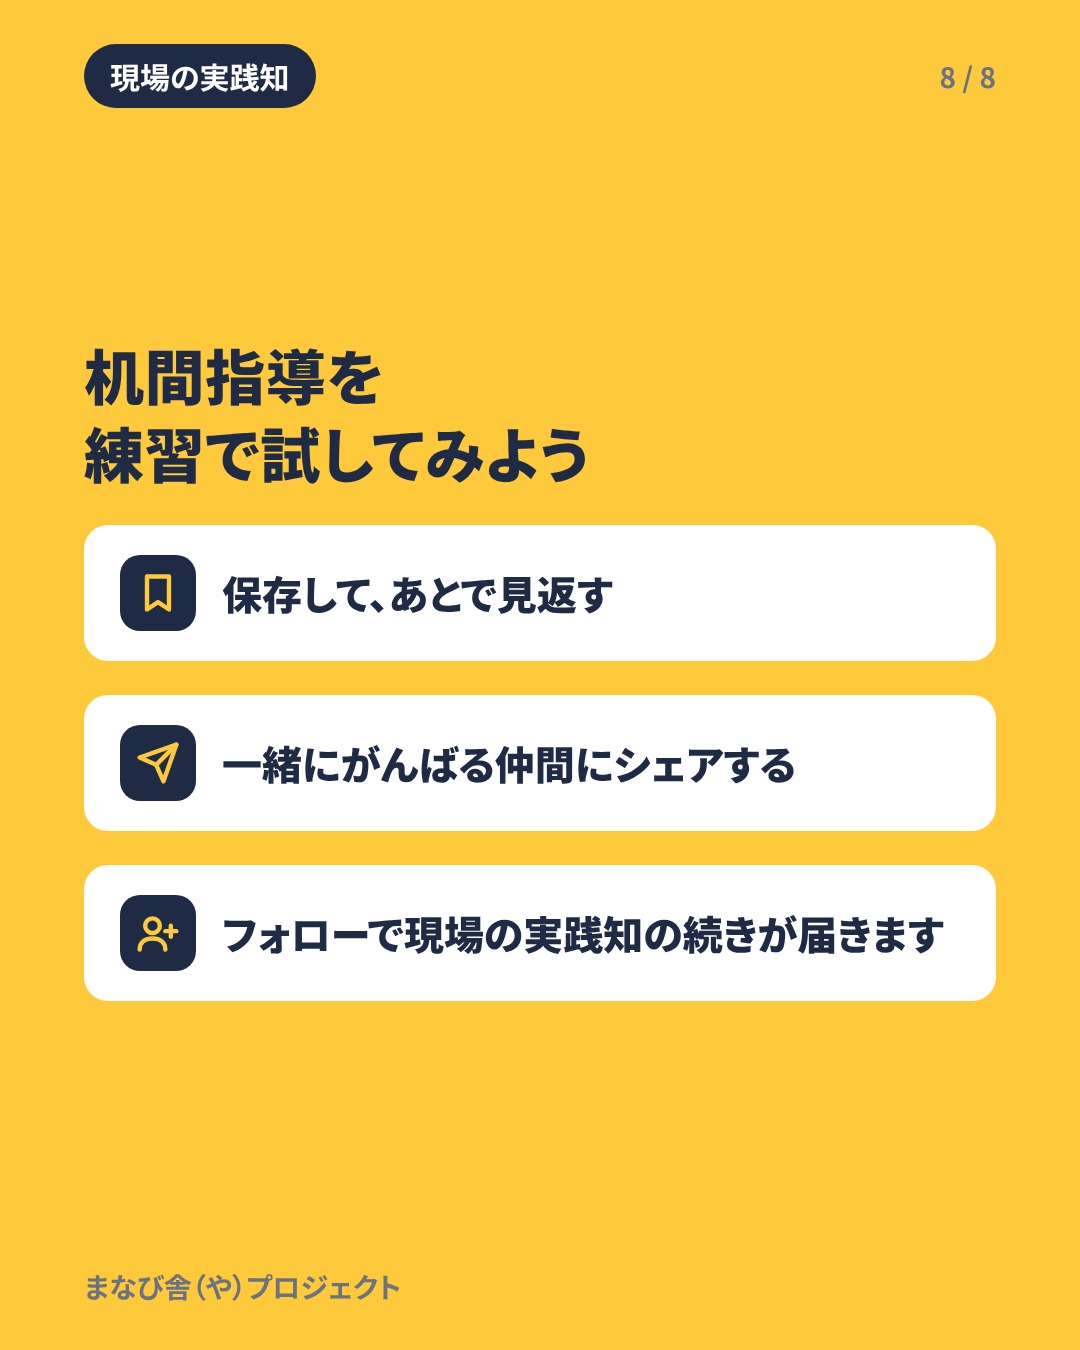 現場の実践知
8 / 8
机間指導を
練習で試してみよう
保存して、あとで見返す
一緒にがんばる仲間にシェアする
フォローで現場の実践知の続きが届きます
まなび舎（や）プロジェクト